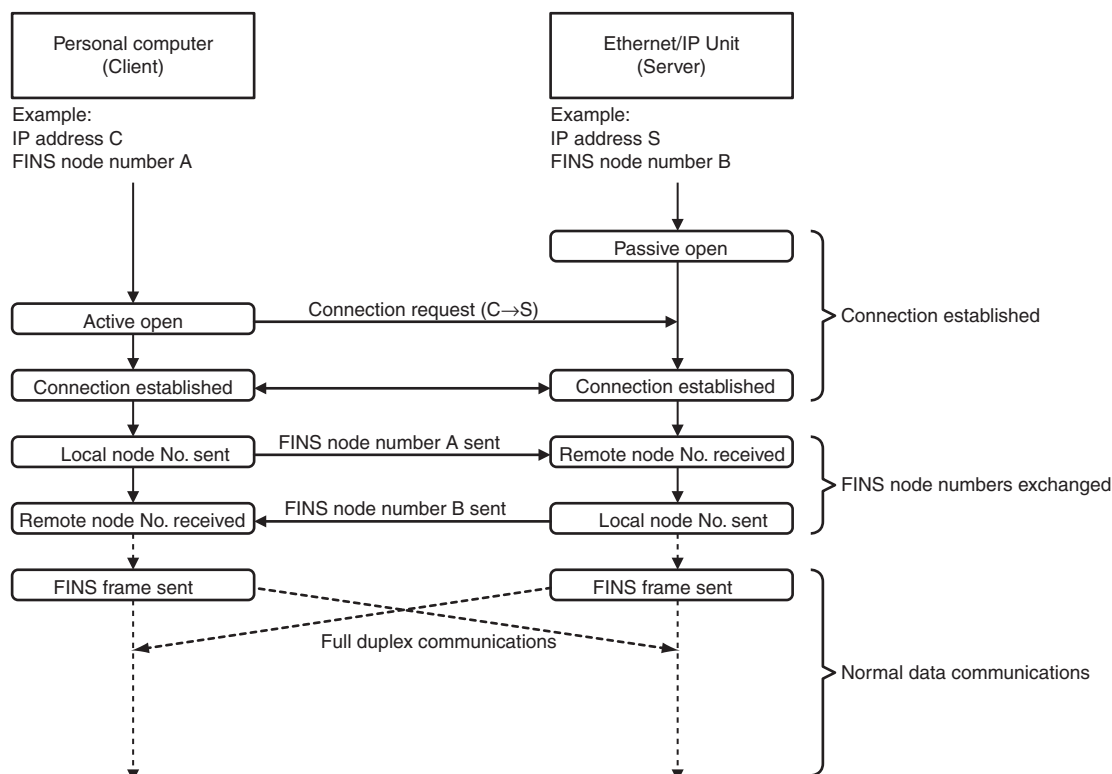 Personal computer
(Client)
Ethernet/IP Unit
(Server)
Example:
IP address C
FINS node number A
Example:
IP address S
FINS node number B
Passive open
Active open
Connection request (C→S)
Connection established
Connection established
Connection established
Local node No. sent
FINS node number A sent
Remote node No. received
FINS node numbers exchanged
Remote node No. received
FINS node number B sent
Local node No. sent
FINS frame sent
FINS frame sent
Full duplex communications
Normal data communications